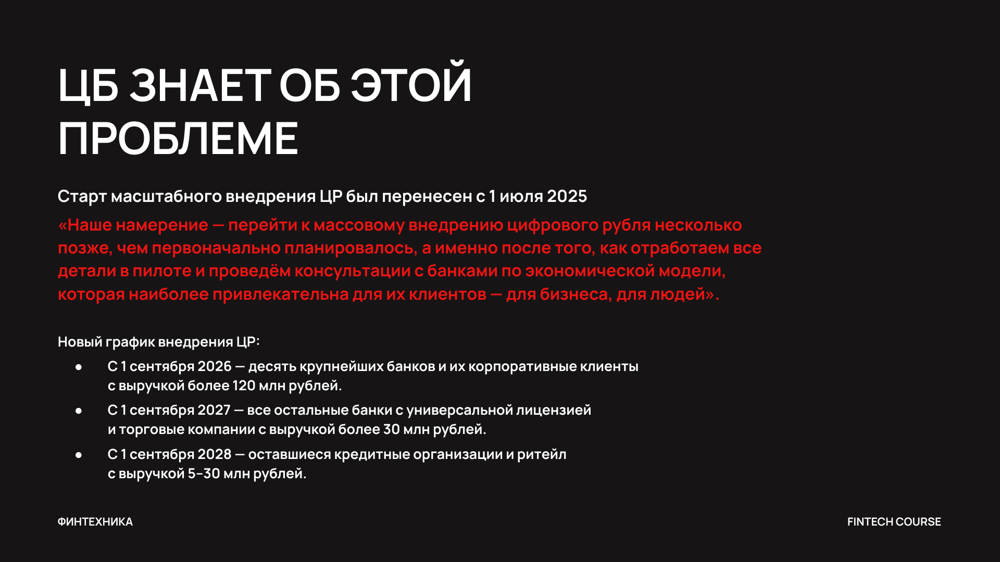 ЦБ ЗНАЕТ ОБ ЭТОЙ
ПРОБЛЕМЕ
Старт масштабного внедрения ЦР был перенесен с 1 июля 2025
«Наше намерение — перейти к массовому внедрению цифрового рубля несколько
позже, чем первоначально планировалось, а именно после того, как отработаем все
детали в пилоте и проведём консультации с банками по экономической модели,
которая наиболее привлекательна для их клиентов — для бизнеса, для людей».
Новый график внедрения ЦР:
● С 1 сентября 2026 — десять крупнейших банков и их корпоративные клиенты
с выручкой более 120 млн рублей.
● С 1 сентября 2027 — все остальные банки с универсальной лицензией
и торговые компании с выручкой более 30 млн рублей.
● С 1 сентября 2028 — оставшиеся кредитные организации и ритейл
с выручкой 5–30 млн рублей.
ФИНТЕХНИКА
FINTECH COURSE